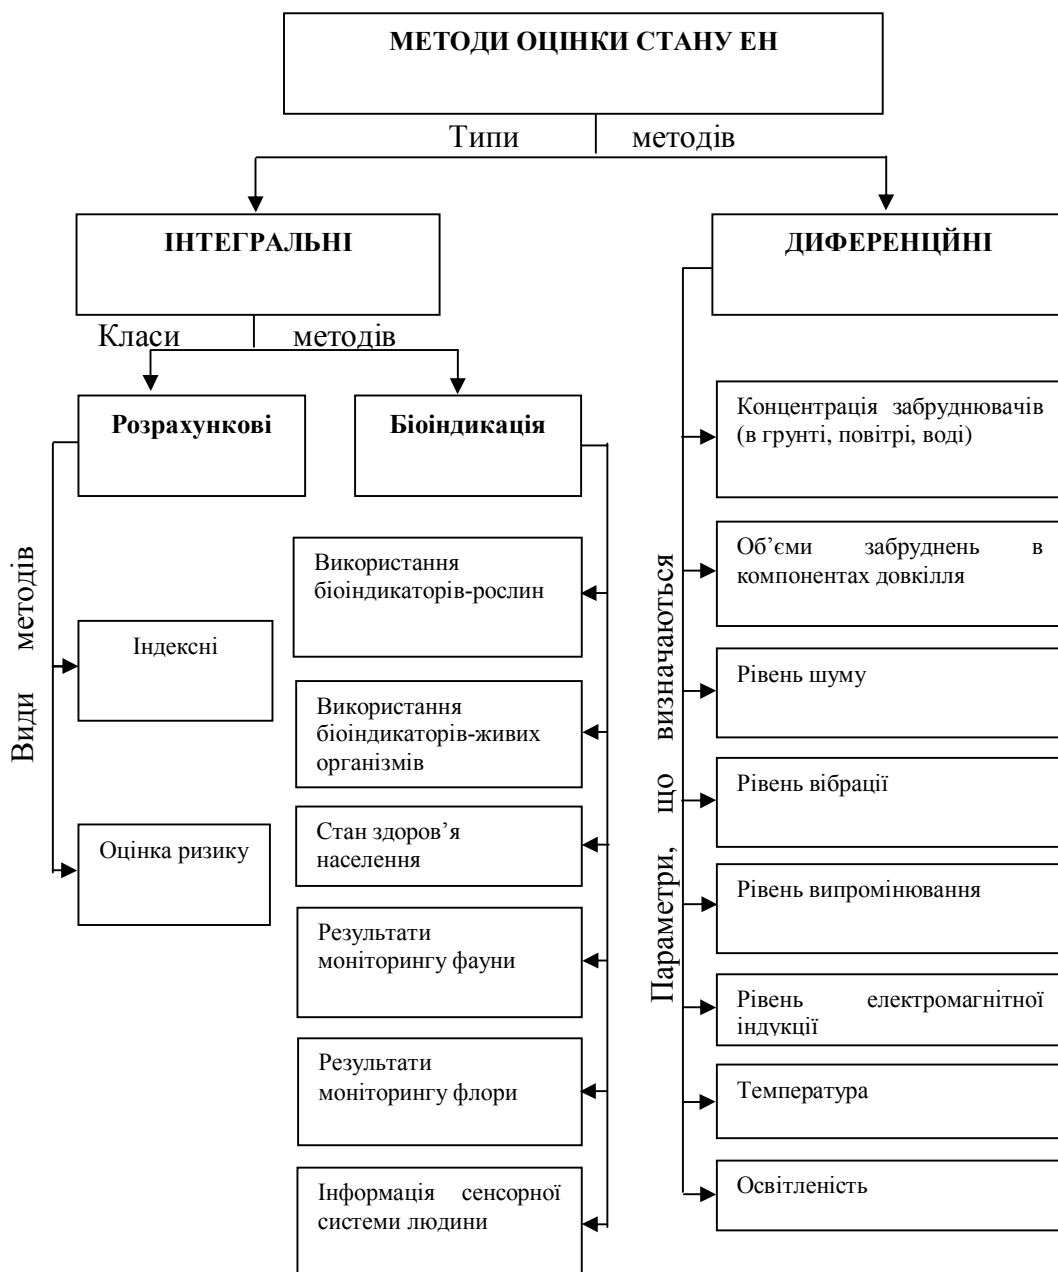 МЕТОДИ ОЦІНКИ СТАНУ ЕН
Типи методів
ІНТЕГРАЛЬНІ
ДИФЕРЕНЦЙНІ
Класи методів
Розрахункові
Біоіндикація
Види методів
Індексні
Оцінка ризику
Використання
біоіндикаторів-рослин
Використання
біоіндикаторів-живих
організмів
Стан здоров’я
населення
Результати
моніторингу фауни
Результати
моніторингу флори
Інформація сенсорної
системи людини
Параметри, що визначаються
Концентрація забруднювачів
(в грунті, повітрі, воді)
Об’єми забруднень в
компонентах довкілля
Рівень шуму
Рівень вібрації
Рівень випромінювання
Рівень електромагнітної
індукції
Температура
Освітленість